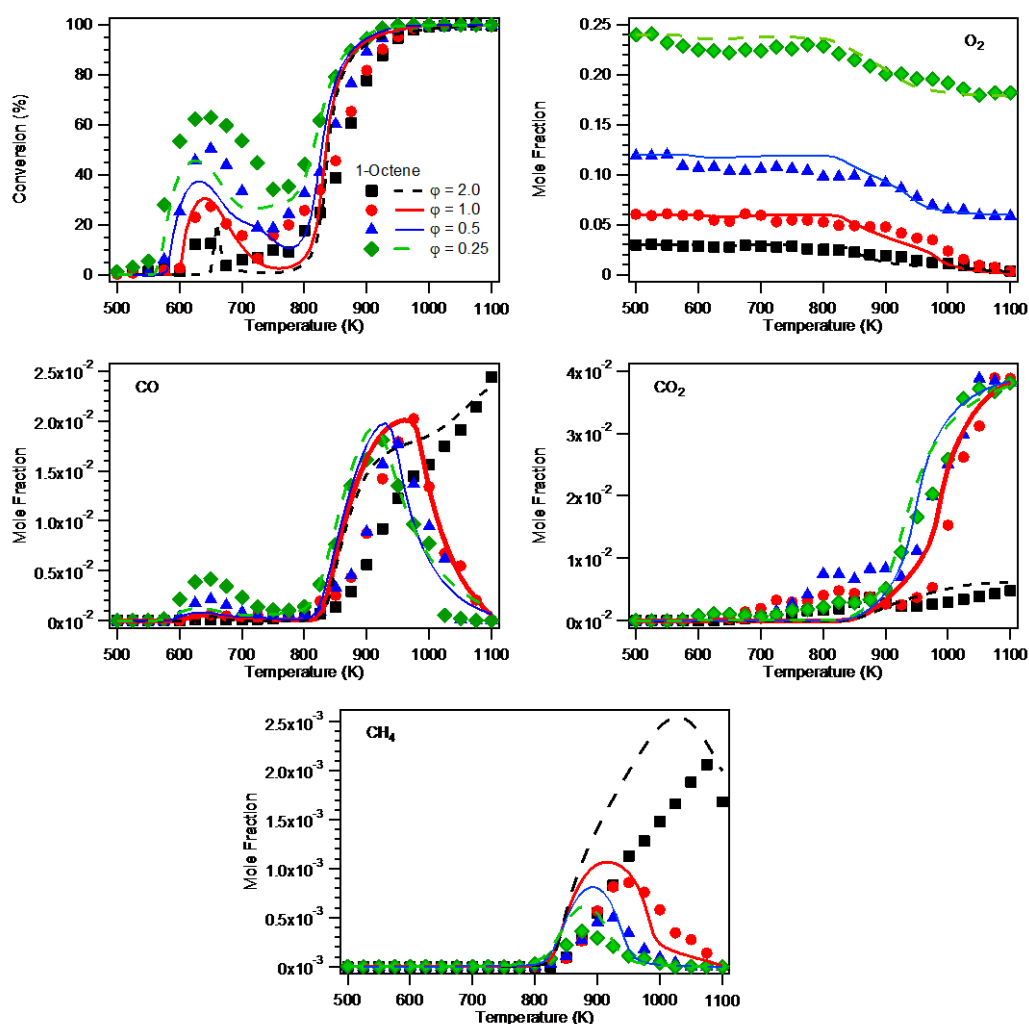 100
80
60
40
20
0
Conversion (%)
1-Octene
φ = 2.0
φ = 1.0
φ = 0.5
φ = 0.25
500 600 700 800 900 1000 1100
Temperature (K)
0.25
0.20
0.15
0.10
0.05
0
Mole Fraction
O2
500 600 700 800 900 1000 1100
Temperature (K)
2.5x10-2
2.0x10-2
1.5x10-2
1.0x10-2
0.5x10-2
0x10-2
Mole Fraction
CO
500 600 700 800 900 1000 1100
Temperature (K)
4x10-2
3x10-2
2x10-2
1x10-2
0x10-2
Mole Fraction
CO2
500 600 700 800 900 1000 1100
Temperature (K)
2.5x10-3
2.0x10-3
1.5x10-3
1.0x10-3
0.5x10-3
0x10-3
Mole Fraction
CH4
500 600 700 800 900 1000 1100
Temperature (K)